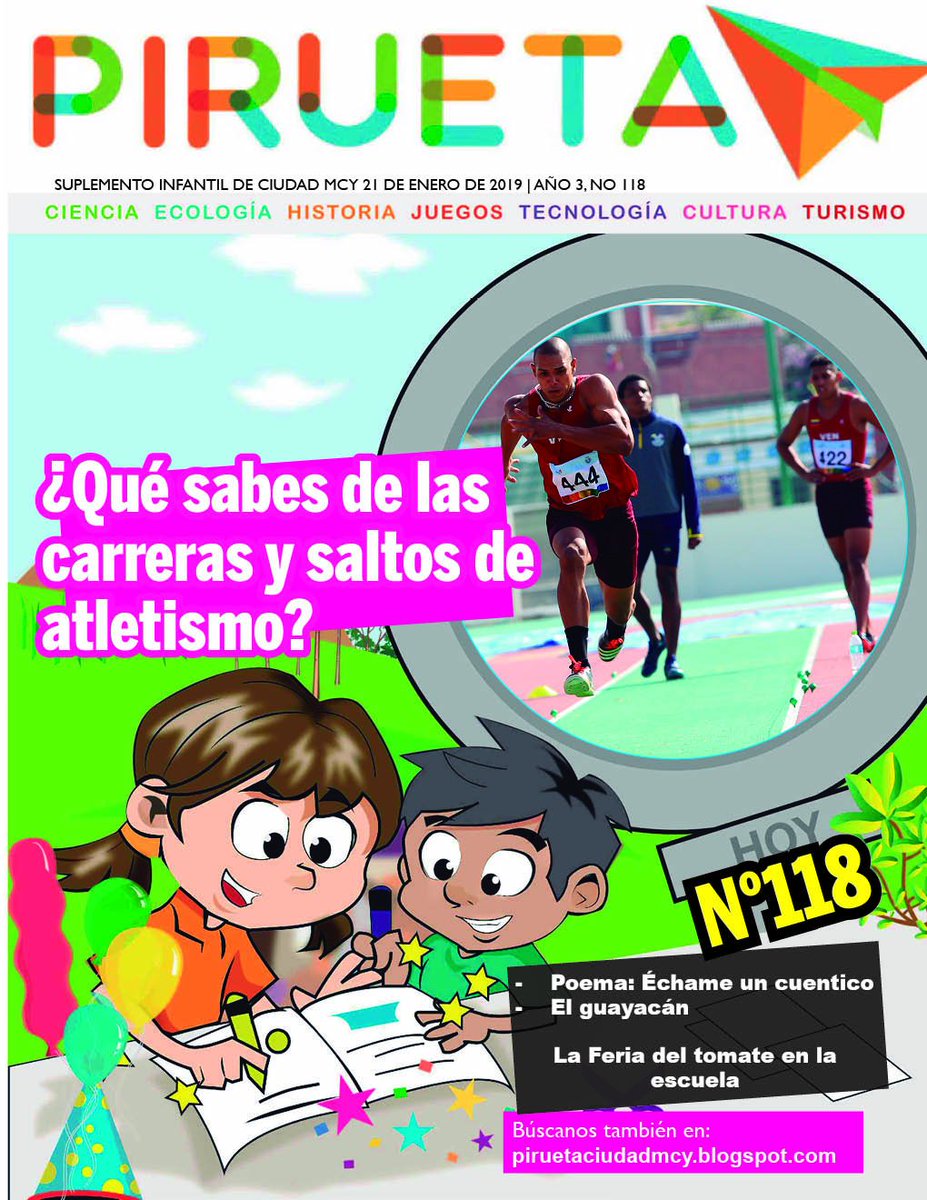 PIRUETA
SUPLEMENTO INFANTIL DE CIUDAD MCY 21 DE ENERO DE 2019 | AÑO 3, NO 118
CIENCIA ECOLOGÍA HISTORIA JUEGOS TECNOLOGÍA CULTURA TURISMO
VEN
444
VEN
422
¿Qué sabes de las
carreras y saltos de
atletismo?
HOY
Nº118
- Poema: Échame un cuentico
- El guayacán
La Feria del tomate en la
escuela
Búscanos también en:
piruetaciudadmcy.blogspot.com